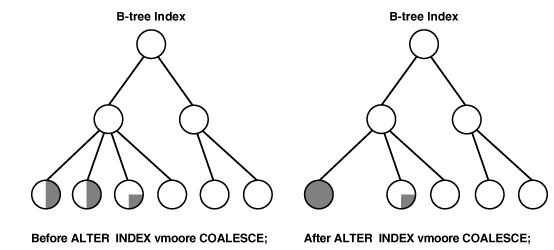 B-tree Index
B-tree Index
Before ALTER INDEX vmoore COALESCE;
After ALTER INDEX vmoore COALESCE;